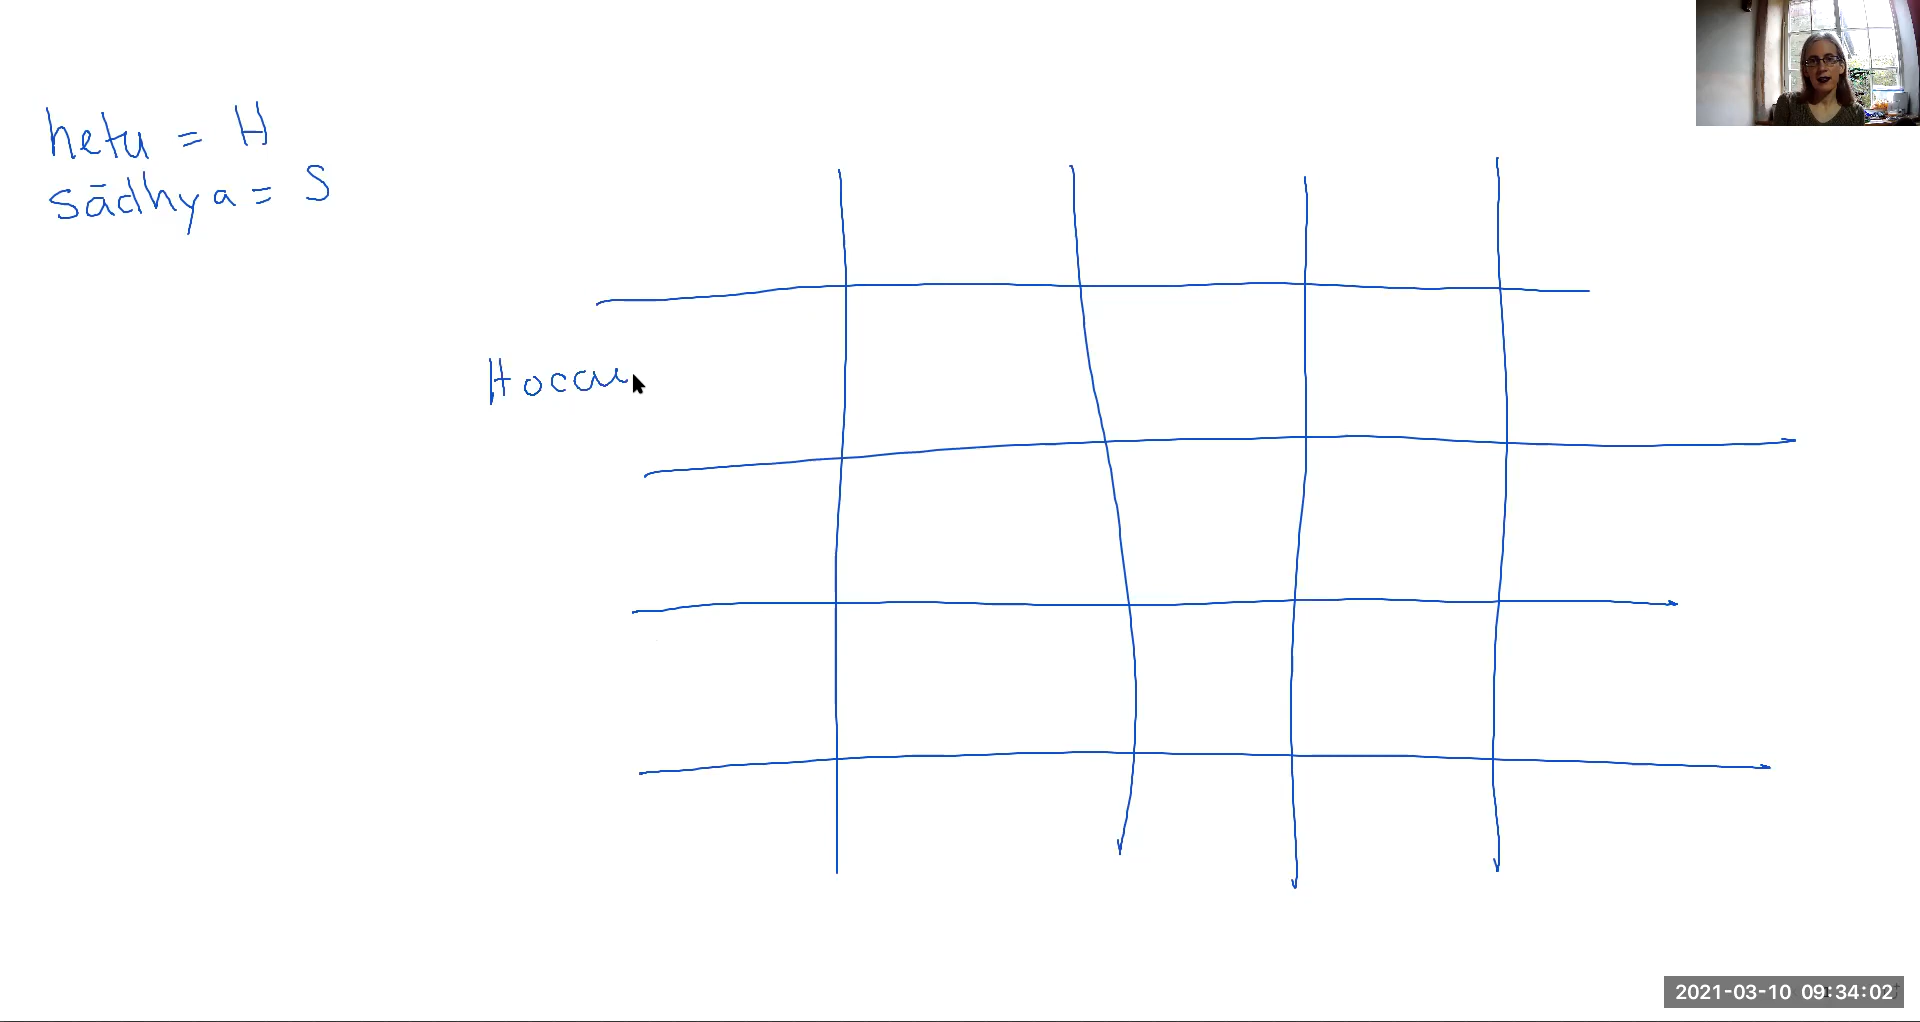 hetu = H
sādhya = S
H occu
2021-03-10 09:34:02